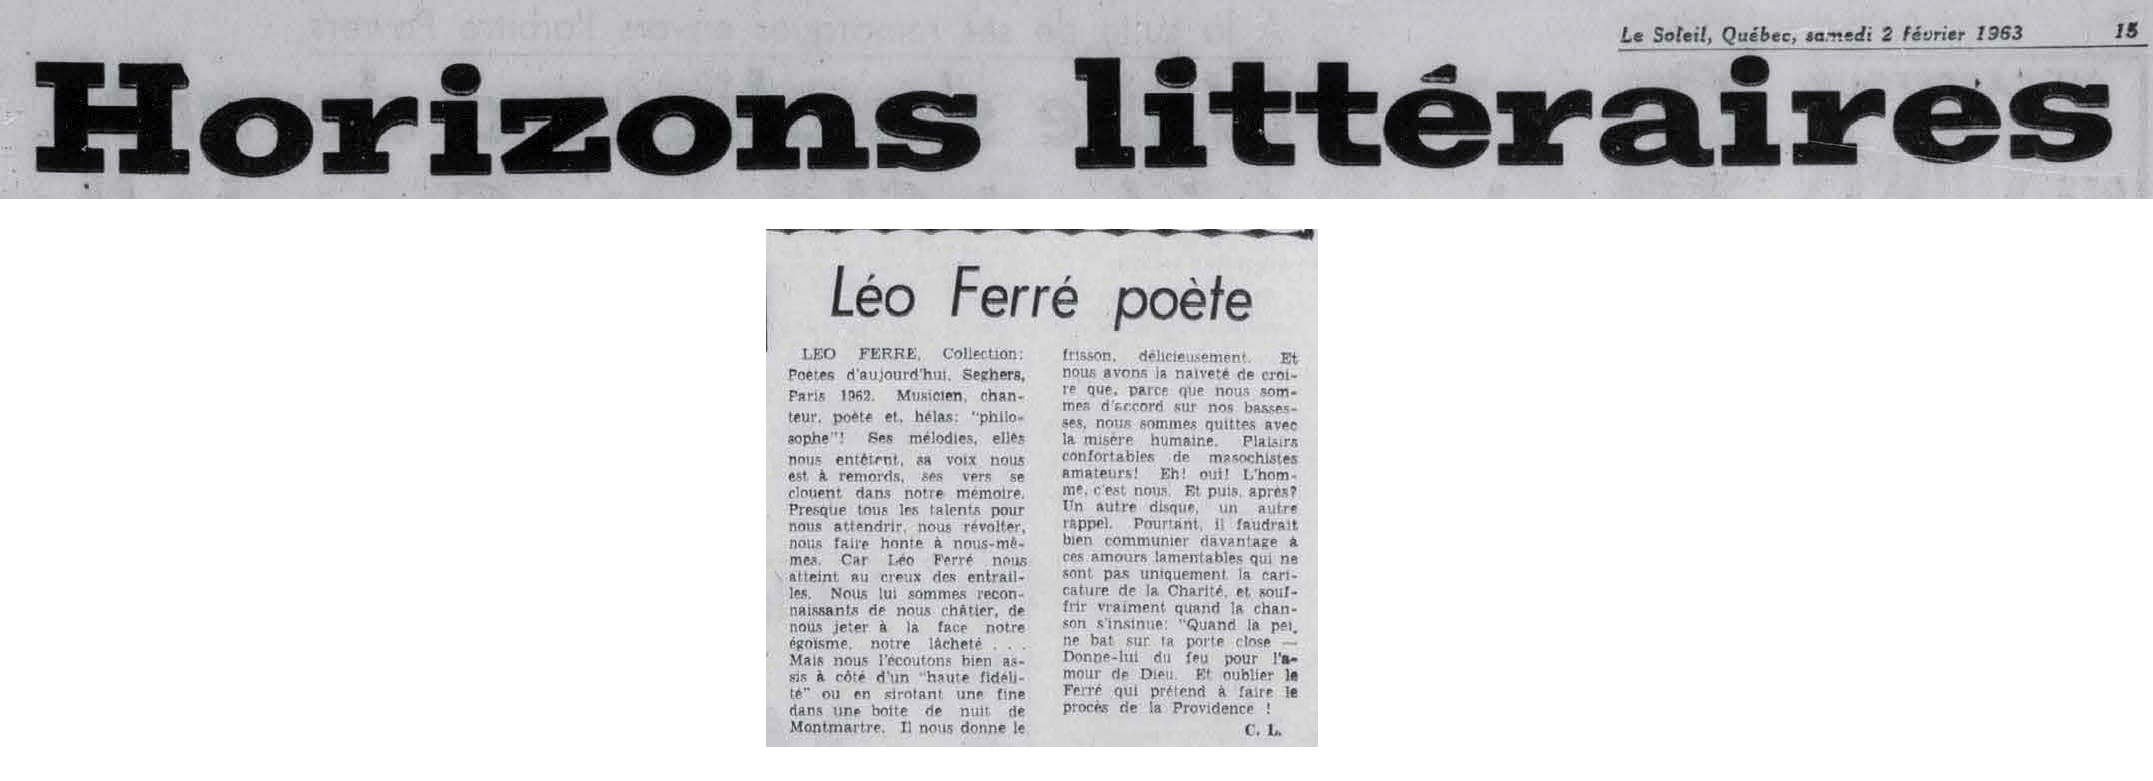 Le Soleil, Québec, samedi 2 février 1963 15
Horizons littéraires
Léo Ferré poète
LEO FERRE, Collection:
Poètes d'aujourd'hui, Seghers,
Paris 1962. Musicien, chan-
teur, poète et, hélas: "philo-
sophe"! Ses mélodies, elles
nous entêtent, sa voix nous
est à remords, ses vers se
clouent dans notre mémoire.
Presque tous les talents pour
nous attendrir, nous révolter,
nous faire honte à nous-mê-
mes. Car Léo Ferré nous
atteint au creux des entrail-
les. Nous lui sommes recon-
naissants de nous châtier, de
nous jeter à la face notre
égoïsme, notre lâcheté . . .
Mais nous l'écoutons bien as-
sis à côté d'un "haute fidéli-
té" ou en sirotant une fine
dans une boite de nuit de
Montmartre. Il nous donne le
frisson, délicieusement. Et
nous avons la naïveté de croi-
re que, parce que nous som-
mes d'accord sur nos basses-
ses, nous sommes quittes avec
la misère humaine. Plaisirs
confortables de masochistes
amateurs! Eh! oui! L'hom-
me, c'est nous. Et puis, après?
Un autre disque, un autre
rappel. Pourtant, il faudrait
bien communier davantage à
ces amours lamentables qui ne
sont pas uniquement la cari-
cature de la Charité, et souf-
frir vraiment quand la chan-
son s'insinue: "Quand la pei-
ne bat sur ta porte close —
Donne-lui du feu pour l'a-
mour de Dieu. Et oublier le
Ferré qui prétend à faire le
procès de la Providence !
C. L.